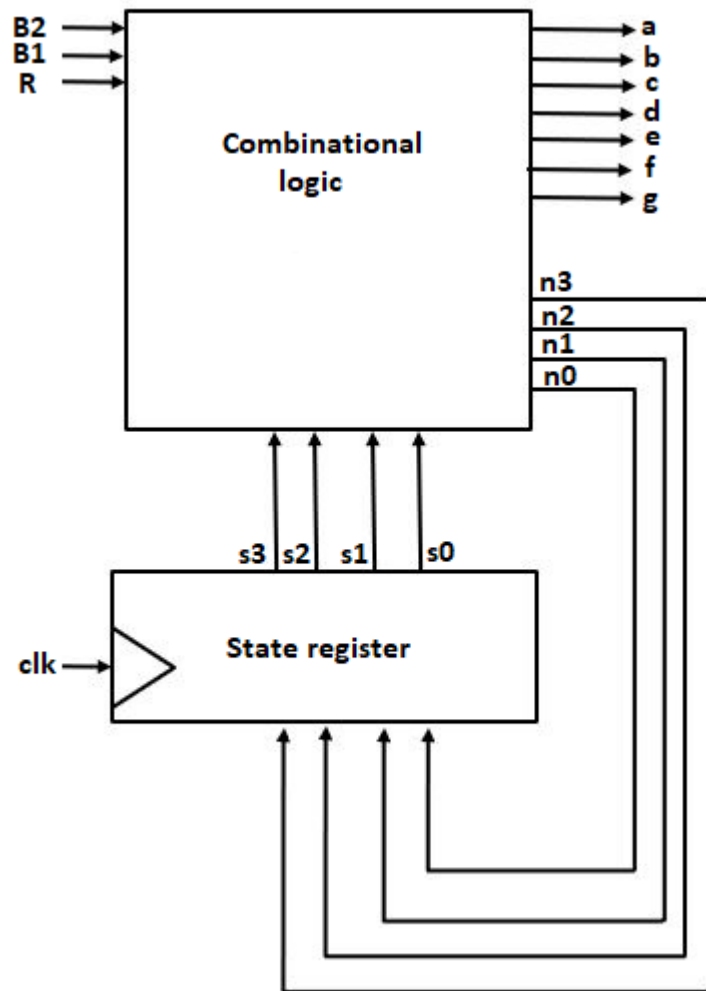 B2
B1
R
a
b
c
d
e
f
g
Combinational
logic
n3
n2
n1
n0
s3 s2 s1 s0
clk
State register